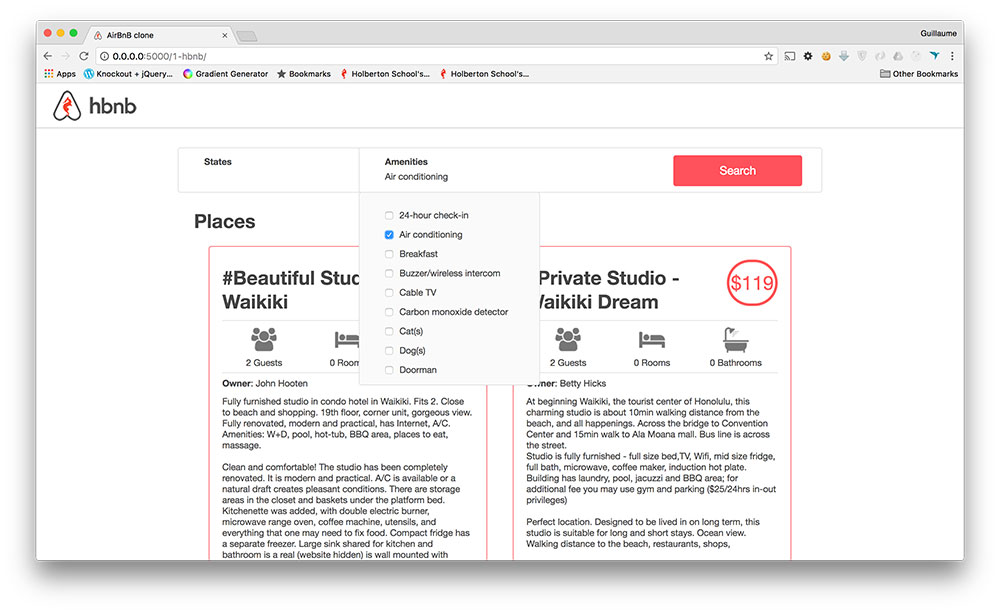 AirBnB clone
Guillaume
0.0.0.0:5000/1-hbnb/
Apps Knockout + jQuery... Gradient Generator Bookmarks Holberton School's... Holberton School's... Other Bookmarks
hbnb
States
Amenities
Air conditioning
Search
24-hour check-in
Air conditioning
Breakfast
Buzzer/wireless intercom
Cable TV
Carbon monoxide detector
Cat(s)
Dog(s)
Doorman
Places
#Beautiful Stud
Waikiki
2 Guests
0 Room
Owner: John Hooten
Fully furnished studio in condo hotel in Waikiki. Fits 2. Close
to beach and shopping. 19th floor, corner unit, gorgeous view.
Fully renovated, modern and practical, has Internet, A/C.
Amenities: W+D, pool, hot-tub, BBQ area, places to eat,
massage.
Clean and comfortable! The studio has been completely
renovated. It is modern and practical. A/C is available or a
natural draft creates pleasant conditions. There are storage
areas in the closet and baskets under the platform bed.
Kitchenette was added, with double electric burner,
microwave range oven, coffee machine, utensils, and
everything that one may need to fix food. Compact fridge has
a separate freezer. Large sink shared for kitchen and
bathroom is a real (website hidden) is wall mounted with
Private Studio -
Waikiki Dream
$119
2 Guests
0 Rooms
0 Bathrooms
Owner: Betty Hicks
At beginning Waikiki, the tourist center of Honolulu, this
charming studio is about 10min walking distance from the
beach, and all happenings. Across the bridge to Convention
Center and 15min walk to Ala Moana mall. Bus line is across
the street.
Studio is fully furnished - full size bed,TV, Wifi, mid size fridge,
full bath, microwave, coffee maker, induction hot plate.
Building has laundry, pool, jacuzzi and BBQ area; for
additional fee you may use gym and parking ($25/24hrs in-out
privileges)
Perfect location. Designed to be lived in on long term, this
studio is suitable for long and short stays. Ocean view.
Walking distance to the beach, restaurants, shops,